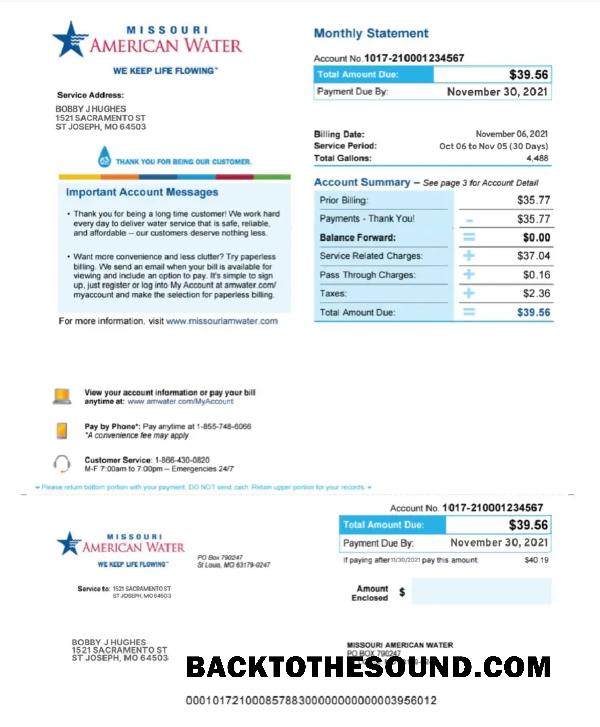 MISSOURI
AMERICAN WATER
WE KEEP LIFE FLOWING™
Service Address:
BOBBY J HUGHES
1521 SACRAMENTO ST
ST JOSEPH, MO 64503
THANK YOU FOR BEING OUR CUSTOMER.
Important Account Messages
• Thank you for being a long time customer! We work hard
every day to deliver water service that is safe, reliable,
and affordable – our customers deserve nothing less.
• Want more convenience and less clutter? Try paperless
billing. We send an email when your bill is available for
viewing and include an option to pay. It's simple to sign
up, just register or log into My Account at amwater.com/
myaccount and make the selection for paperless billing.
For more information, visit www.missouriamwater.com
Monthly Statement
Account No. 1017-210001234567
Total Amount Due: $39.56
Payment Due By: November 30, 2021
Billing Date: November 06, 2021
Service Period: Oct 06 to Nov 05 (30 Days)
Total Gallons: 4,488
Account Summary – See page 3 for Account Detail
Prior Billing: $35.77
Payments - Thank You! - $35.77
Balance Forward: = $0.00
Service Related Charges: + $37.04
Pass Through Charges: + $0.16
Taxes: + $2.36
Total Amount Due: = $39.56
View your account information or pay your bill
anytime at: www.amwater.com/MyAccount
Pay by Phone*: Pay anytime at 1-855-748-6066
*A convenience fee may apply
Customer Service: 1-866-430-0820
M-F 7:00am to 7:00pm – Emergencies 24/7
Please return bottom portion with your payment. DO NOT send cash. Retain upper portion for your records.
MISSOURI
AMERICAN WATER
WE KEEP LIFE FLOWING™
PO Box 790247
St Louis, MO 63179-0247
Service to: 1521 SACRAMENTO ST
ST JOSEPH, MO 64503
Account No. 1017-210001234567
Total Amount Due: $39.56
Payment Due By: November 30, 2021
If paying after 11/30/2021 pay this amount: $40.19
Amount
Enclosed $
BOBBY J HUGHES
1521 SACRAMENTO ST
ST JOSEPH, MO 64503
MISSOURI AMERICAN WATER
PO BOX 790247
BACKTOTHESOUND.COM
00010172100085788300000000000003956012